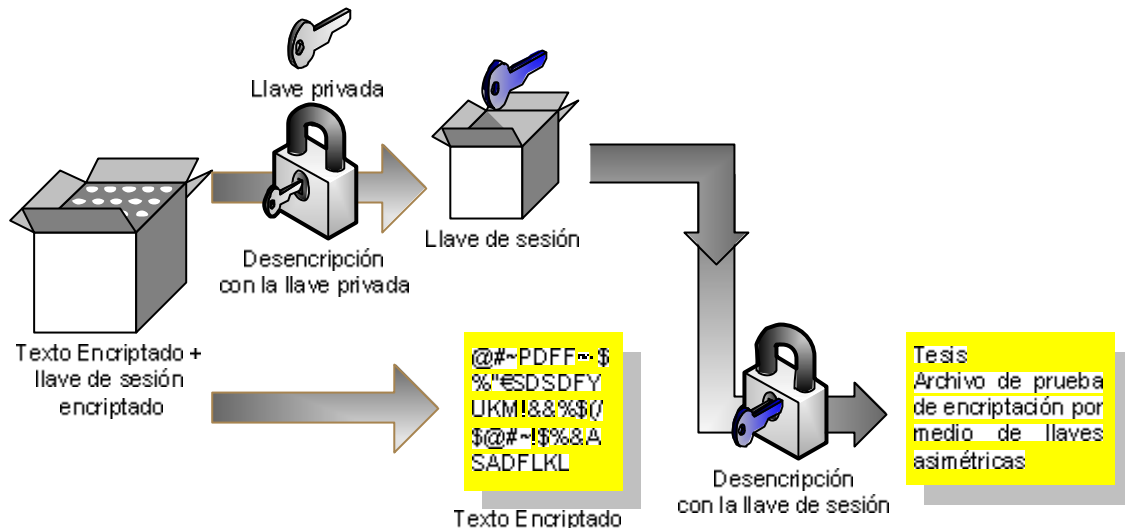 Llave privada
Llave de sesión
Desencripción
con la llave privada
Texto Encriptado +
llave de sesión
encriptado
@#~PDFF~·$
%"€SDSDFY
UKM!&&%$(/
$@#~!$%&A
SADFLKL
Texto Encriptado
Desencripción
con la llave de sesión
Tesis
Archivo de prueba
de encriptación por
medio de llaves
asimétricas